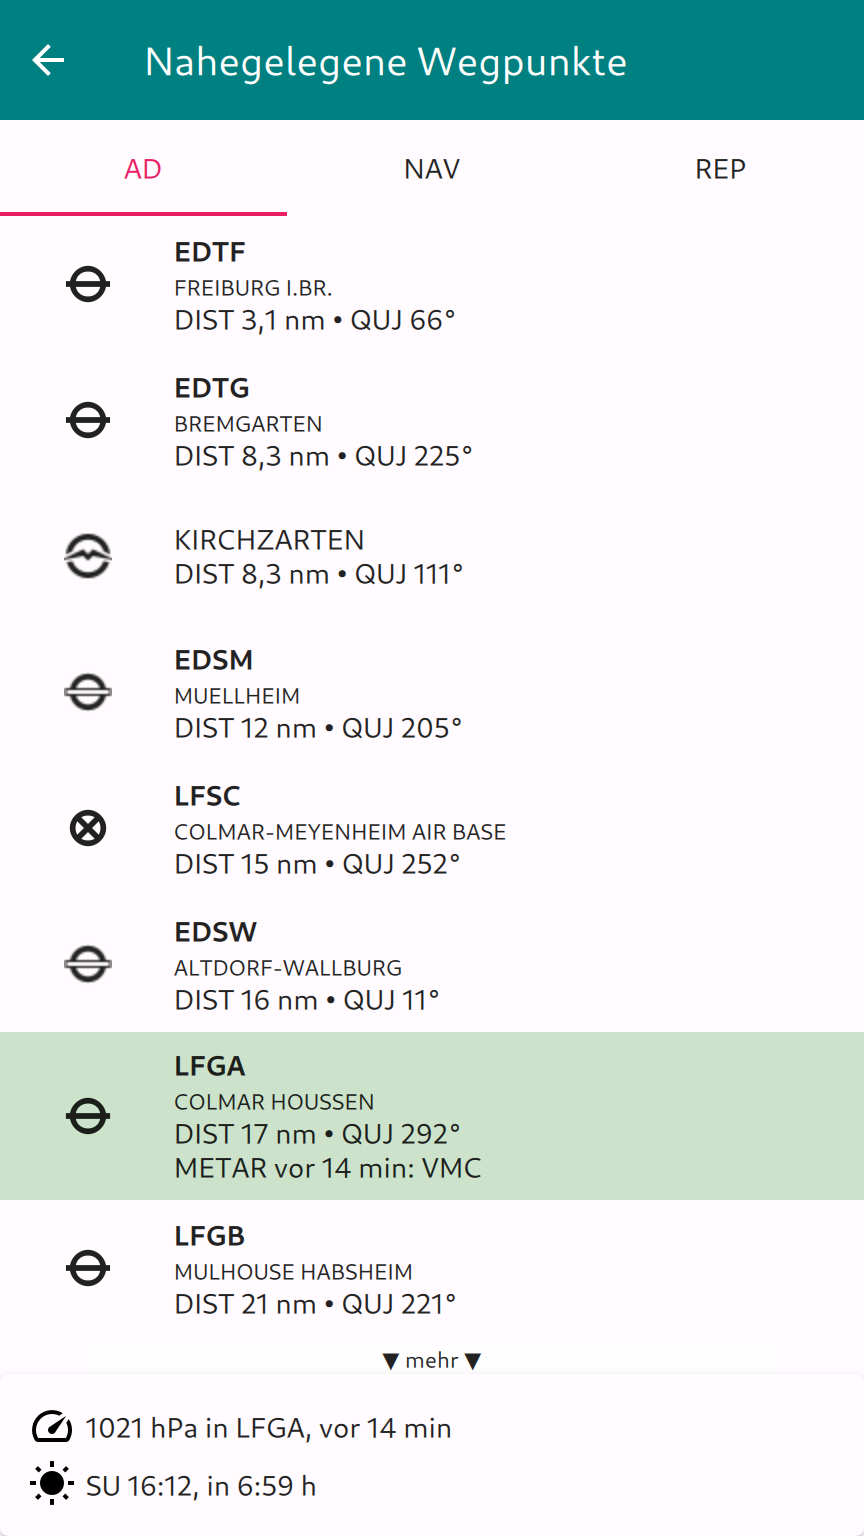 Nahegelegene Wegpunkte
AD
NAV
REP
EDTF
FREIBURG I.BR.
DIST 3,1 nm • QUJ 66°
EDTG
BREMGARTEN
DIST 8,3 nm • QUJ 225°
KIRCHZARTEN
DIST 8,3 nm • QUJ 111°
EDSM
MUELLHEIM
DIST 12 nm • QUJ 205°
LFSC
COLMAR-MEYENHEIM AIR BASE
DIST 15 nm • QUJ 252°
EDSW
ALTDORF-WALLBURG
DIST 16 nm • QUJ 11°
LFGA
COLMAR HOUSSEN
DIST 17 nm • QUJ 292°
METAR vor 14 min: VMC
LFGB
MULHOUSE HABSHEIM
DIST 21 nm • QUJ 221°
▼ mehr ▼
1021 hPa in LFGA, vor 14 min
SU 16:12, in 6:59 h